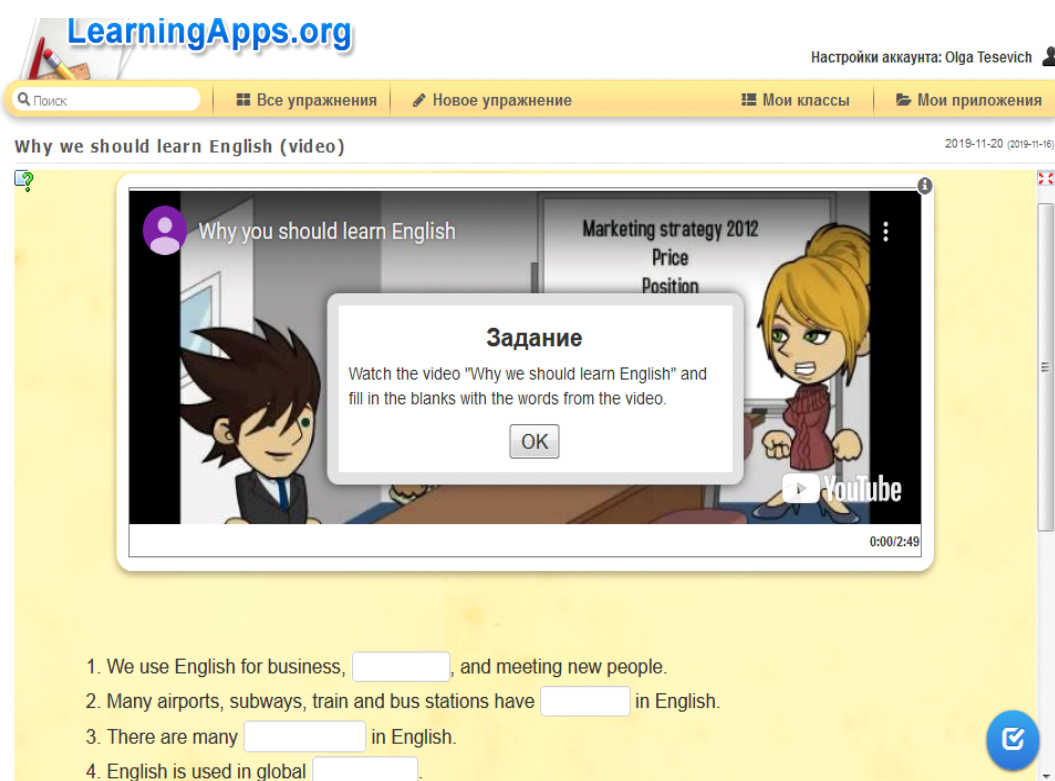 LearningApps.org
Настройки аккаунта: Olga Tesevich
Поиск
Все упражнения
Новое упражнение
Мои классы
Мои приложения
Why we should learn English (video)
2019-11-20 (2019-11-16)
Why you should learn English
Marketing strategy 2012
Price
Position
Задание
Watch the video "Why we should learn English" and
fill in the blanks with the words from the video.
OK
YouTube
0:00/2:49
1. We use English for business, , and meeting new people.
2. Many airports, subways, train and bus stations have in English.
3. There are many in English.
4. English is used in global .